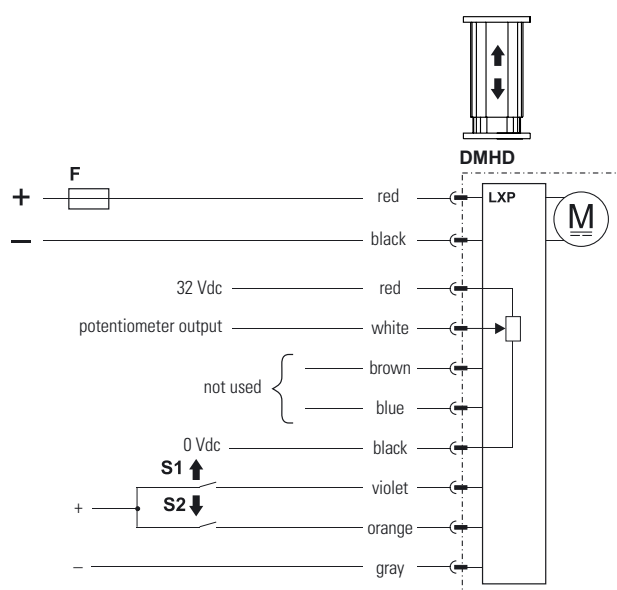 DMHD
F
+ red LXP M
– black
32 Vdc red
potentiometer output white
brown
not used
blue
0 Vdc black
S1
violet
+ S2
orange
– gray